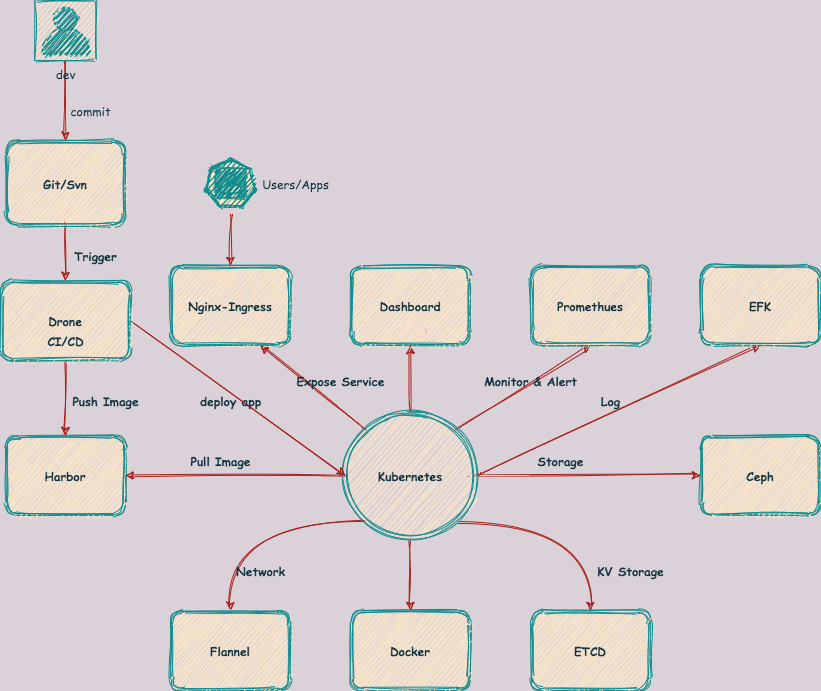 dev
commit
Git/Svn
Users/Apps
Trigger
Nginx-Ingress
Dashboard
Promethues
EFK
Drone
CI/CD
Expose Service
Monitor & Alert
Push Image
deploy app
Log
Pull Image
Storage
Harbor
Kubernetes
Ceph
Network
KV Storage
Flannel
Docker
ETCD